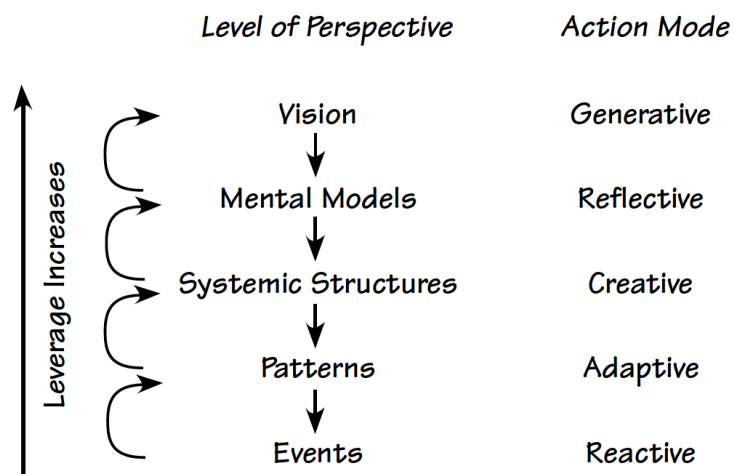 Level of Perspective Action Mode
Vision Generative
Mental Models Reflective
Systemic Structures Creative
Patterns Adaptive
Events Reactive
Leverage Increases